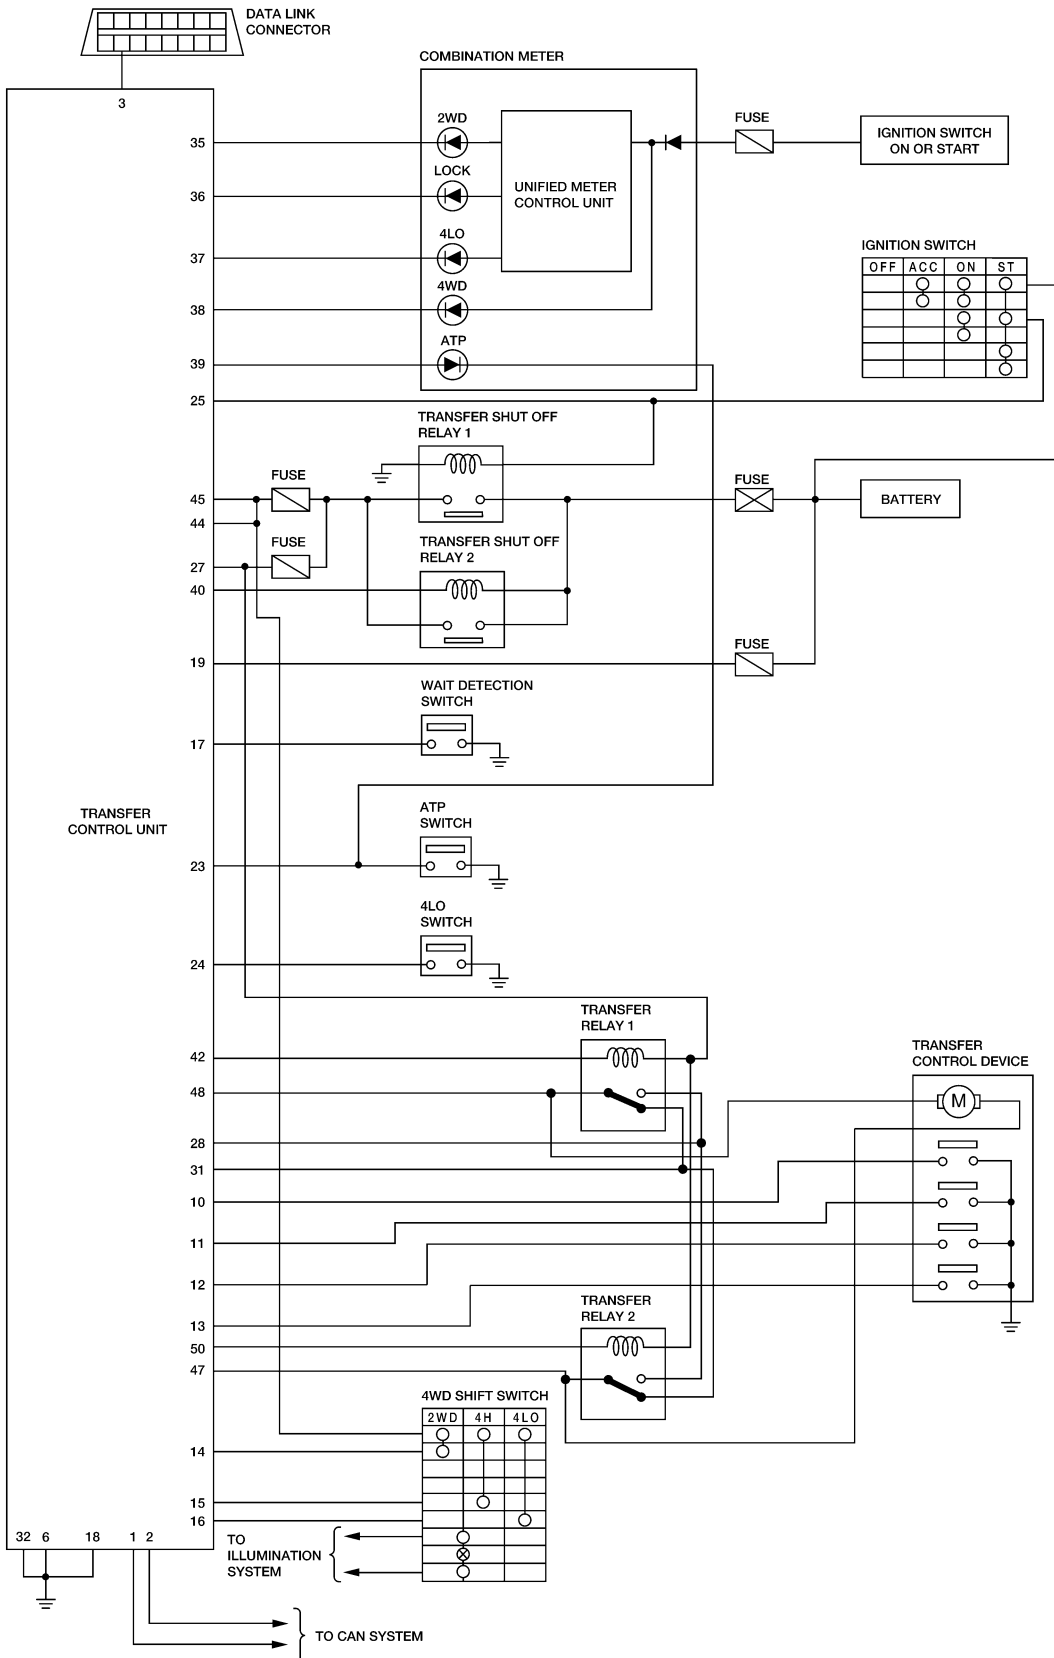 DATA LINK
CONNECTOR
3
COMBINATION METER
35
2WD
FUSE
IGNITION SWITCH
ON OR START
36
LOCK
UNIFIED METER
CONTROL UNIT
37
4LO
IGNITION SWITCH
OFF ACC ON ST
38
4WD
39
ATP
25
TRANSFER SHUT OFF
RELAY 1
45
FUSE
FUSE
BATTERY
44
27
FUSE
TRANSFER SHUT OFF
RELAY 2
40
19
FUSE
WAIT DETECTION
SWITCH
17
TRANSFER
CONTROL UNIT
ATP
SWITCH
23
4LO
SWITCH
24
TRANSFER
RELAY 1
42
TRANSFER
CONTROL DEVICE
48
M
28
31
10
11
12
13
TRANSFER
RELAY 2
50
47
4WD SHIFT SWITCH
2WD 4H 4LO
14
15
16
32 6 18 1 2
TO
ILLUMINATION
SYSTEM
TO CAN SYSTEM